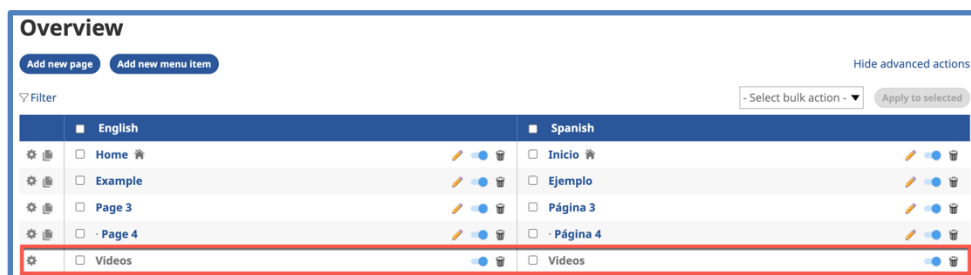 Overview
Add new page Add new menu item Hide advanced actions
Filter - Select bulk action - Apply to selected
English Spanish
Home Inicio
Example Ejemplo
Page 3 Página 3
· Page 4 · Página 4
Videos Videos